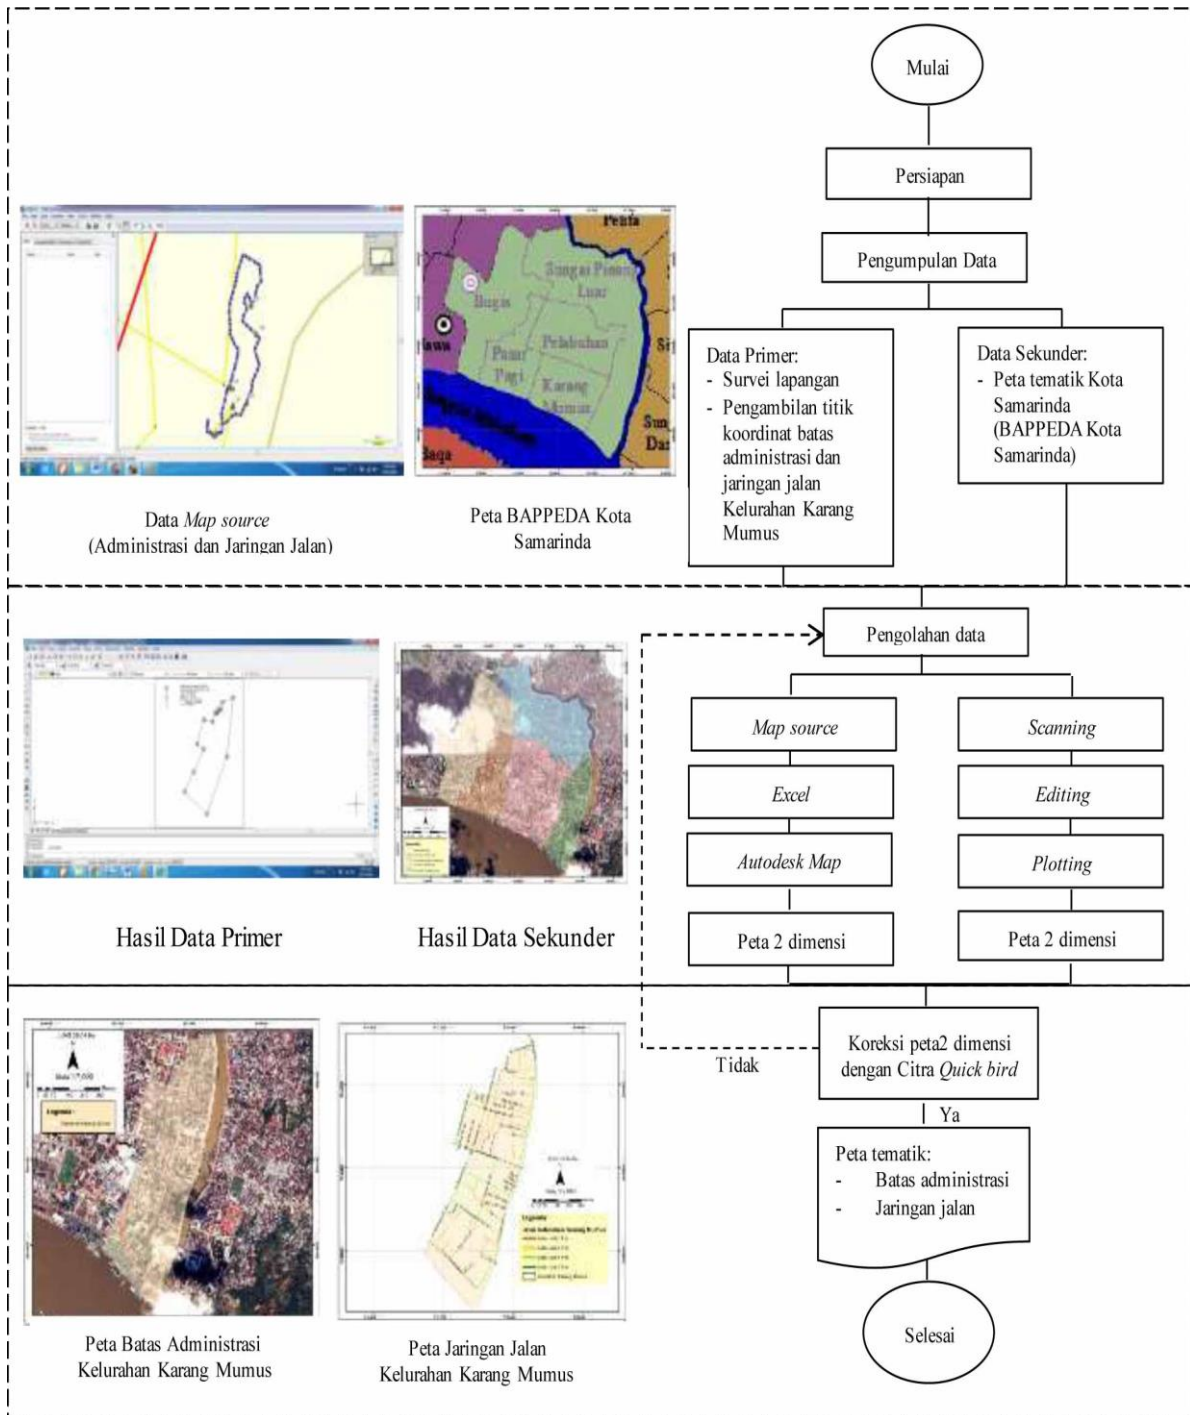 Mulai
Persiapan
Pengumpulan Data
Data Primer:
- Survei lapangan
- Pengambilan titik
koordinat batas
administrasi dan
jaringan jalan
Kelurahan Karang
Mumus
Data Sekunder:
- Peta tematik Kota
Samarinda
(BAPPEDA Kota
Samarinda)
Sungai Pinang
Luar
Bugis
Pelabuhan
Pasar
Pagi
Karang
Mumus
Data Map source
(Administrasi dan Jaringan Jalan)
Peta BAPPEDA Kota
Samarinda
Pengolahan data
Map source
Scanning
Excel
Editing
Autodesk Map
Plotting
Peta 2 dimensi
Peta 2 dimensi
Hasil Data Primer
Hasil Data Sekunder
Koreksi peta2 dimensi
dengan Citra Quick bird
Tidak
Ya
Peta tematik:
- Batas administrasi
- Jaringan jalan
Selesai
Peta Batas Administrasi
Kelurahan Karang Mumus
Peta Jaringan Jalan
Kelurahan Karang Mumus